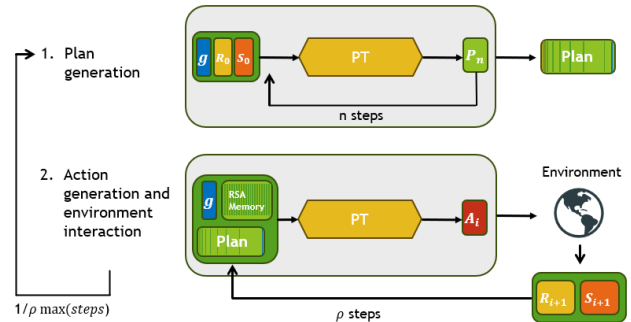 1. Plan
generation
g R₀ S₀
PT
Pₙ
Plan
n steps
2. Action
generation and
environment
interaction
g
RSA
Memory
Plan
PT
Aᵢ
Environment
Rᵢ₊₁ Sᵢ₊₁
ρ steps
1/ρ max(steps)